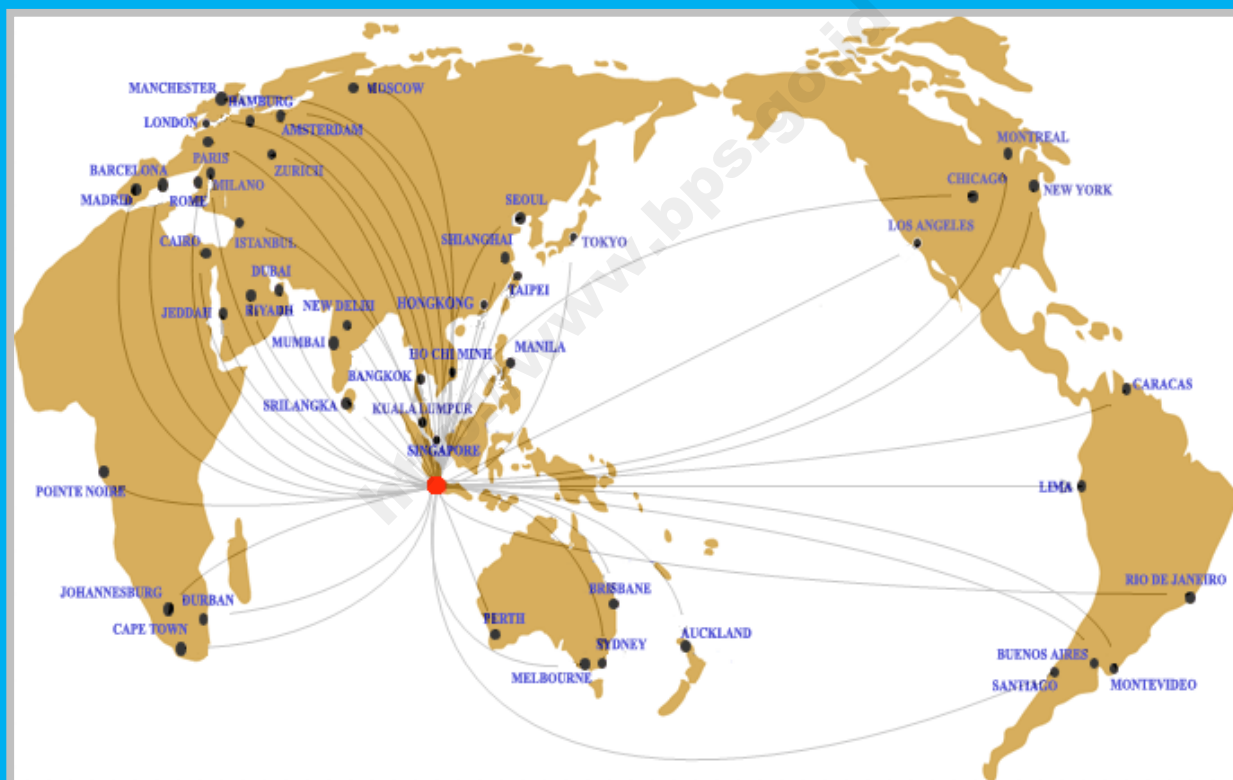 MANCHESTER
MOSCOW
HAMBURG
LONDON
AMSTERDAM
PARIS
ZURICH
BARCELONA
MILANO
MADRID
ROME
CAIRO
ISTANBUL
DUBAI
JEDDAH
RIYADH
NEW DELHI
MUMBAI
SRILANGKA
SEOUL
SHIANGHAI
TOKYO
HONGKONG
TAIPEI
HO CHI MINH
MANILA
BANGKOK
KUALA LUMPUR
SINGAPORE
MONTREAL
CHICAGO
NEW YORK
LOS ANGELES
CARACAS
LIMA
POINTE NOIRE
JOHANNESBURG
DURBAN
CAPE TOWN
PERTH
BRISBANE
SYDNEY
MELBOURNE
AUCKLAND
RIO DE JANEIRO
BUENOS AIRES
SANTIAGO
MONTEVIDEO
http://www.bps.go.id